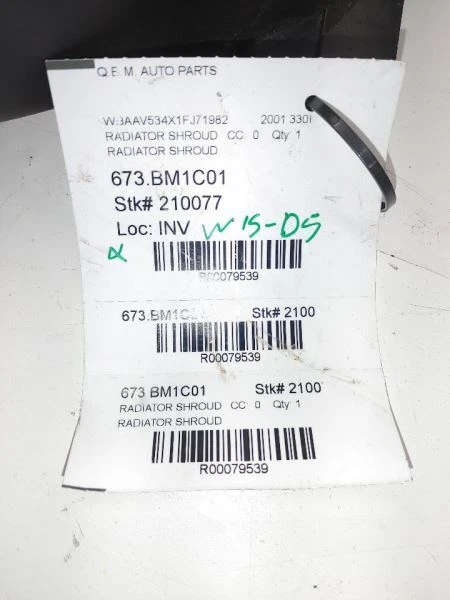 Q.E.M. AUTO PARTS
WBAAV534X1FJ71982 2001 330I
RADIATOR SHROUD CC: 0 Qty: 1
RADIATOR SHROUD
673.BM1C01
Stk# 210077
Loc: INV W15-D5
α
R00079539
673.BM1C Stk# 2100
R00079539
673 BM1C01 Stk# 2100
RADIATOR SHROUD CC: 0 Qty: 1
RADIATOR SHROUD
R00079539